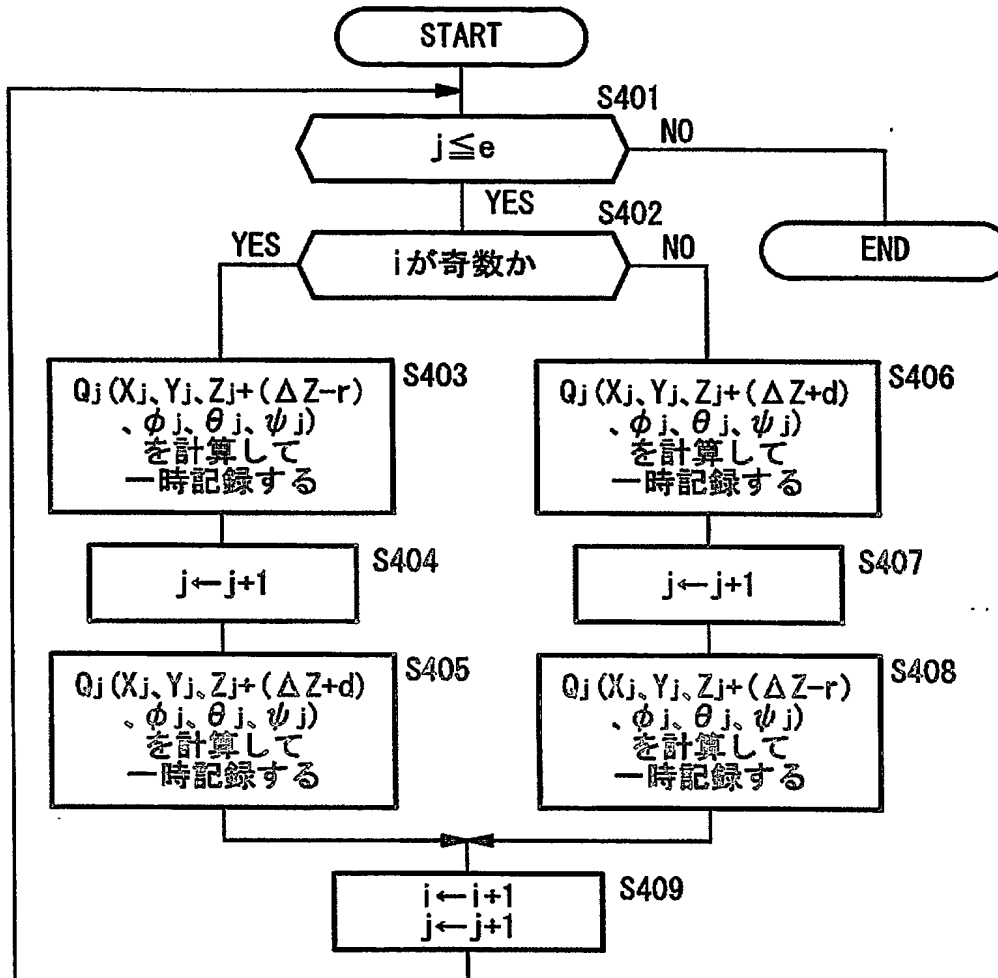 START
S401
j≦e
NO
YES
S402
YES
iが奇数か
NO
END
Qj(Xj、Yj、Zj+(ΔZ−r)
、φj、θj、ψj)
を計算して
一時記録する
S403
Qj(Xj、Yj、Zj+(ΔZ+d)
、φj、θj、ψj)
を計算して
一時記録する
S406
j←j+1
S404
j←j+1
S407
Qj(Xj、Yj、Zj+(ΔZ+d)
、φj、θj、ψj)
を計算して
一時記録する
S405
Qj(Xj、Yj、Zj+(ΔZ−r)
、φj、θj、ψj)
を計算して
一時記録する
S408
i←i+1
j←j+1
S409